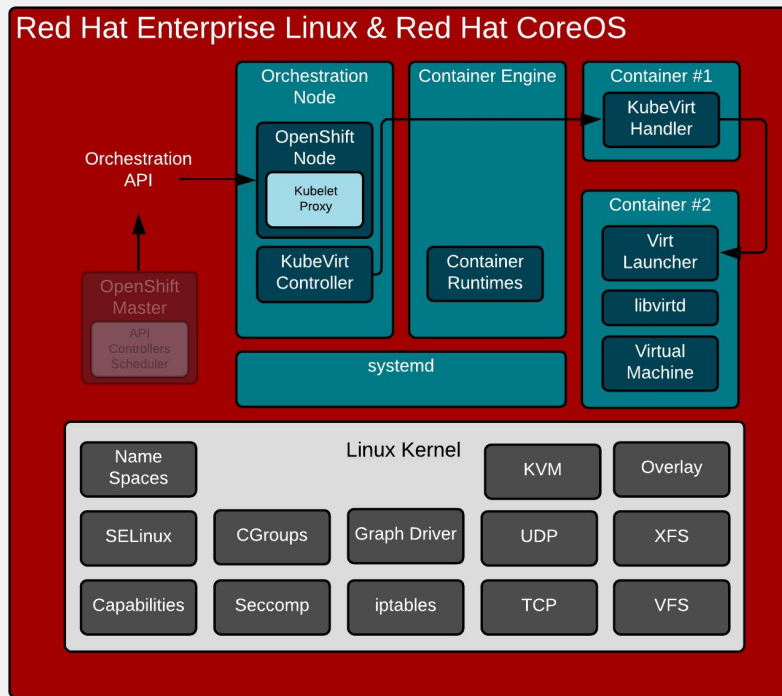 Red Hat Enterprise Linux & Red Hat CoreOS
Orchestration
Node
Container Engine
Container #1
OpenShift
Node
Kubelet
Proxy
KubeVirt
Handler
Orchestration
API
Container #2
KubeVirt
Controller
Container
Runtimes
Virt
Launcher
OpenShift
Master
API
Controllers
Scheduler
libvirtd
Virtual
Machine
systemd
Linux Kernel
Name
Spaces
KVM
Overlay
SELinux
CGroups
Graph Driver
UDP
XFS
Capabilities
Seccomp
iptables
TCP
VFS